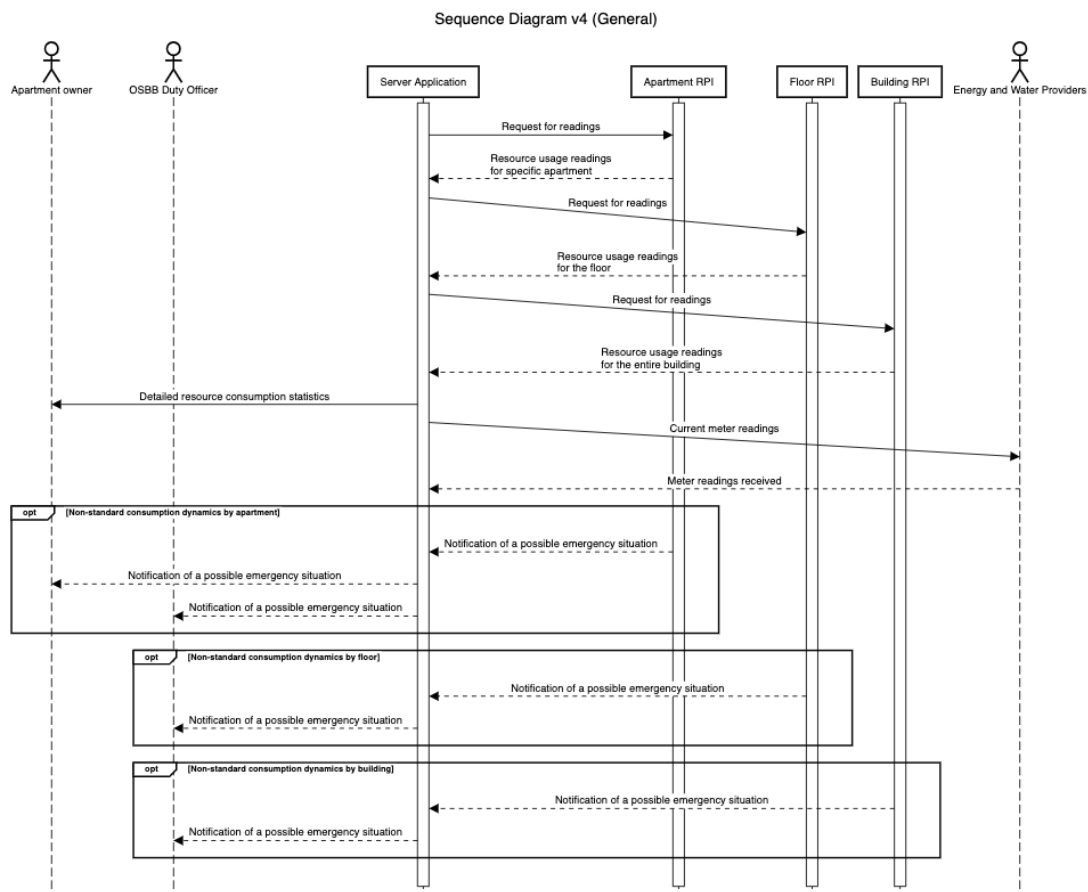 Sequence Diagram v4 (General)
Apartment owner
OSBB Duty Officer
Server Application
Apartment RPI
Floor RPI
Building RPI
Energy and Water Providers
Request for readings
Resource usage readings
for specific apartment
Request for readings
Resource usage readings
for the floor
Request for readings
Resource usage readings
for the entire building
Detailed resource consumption statistics
Current meter readings
Meter readings received
opt
[Non-standard consumption dynamics by apartment]
Notification of a possible emergency situation
Notification of a possible emergency situation
Notification of a possible emergency situation
opt
[Non-standard consumption dynamics by floor]
Notification of a possible emergency situation
Notification of a possible emergency situation
opt
[Non-standard consumption dynamics by building]
Notification of a possible emergency situation
Notification of a possible emergency situation